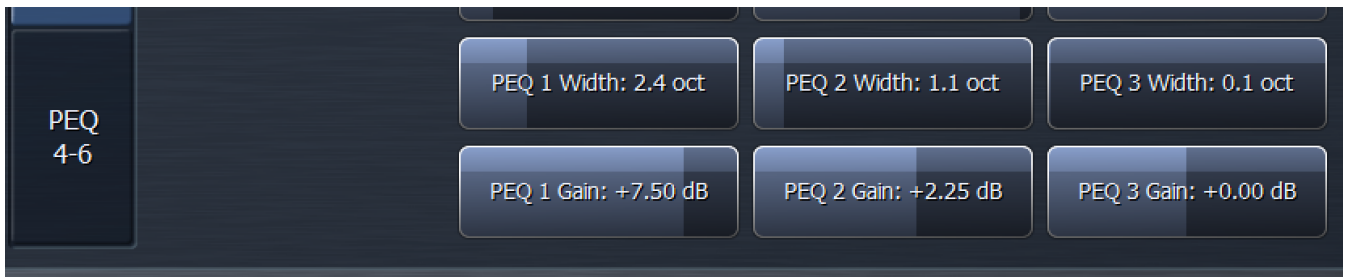 PEQ 1 Width: 2.4 oct
PEQ 2 Width: 1.1 oct
PEQ 3 Width: 0.1 oct
PEQ
4-6
PEQ 1 Gain: +7.50 dB
PEQ 2 Gain: +2.25 dB
PEQ 3 Gain: +0.00 dB